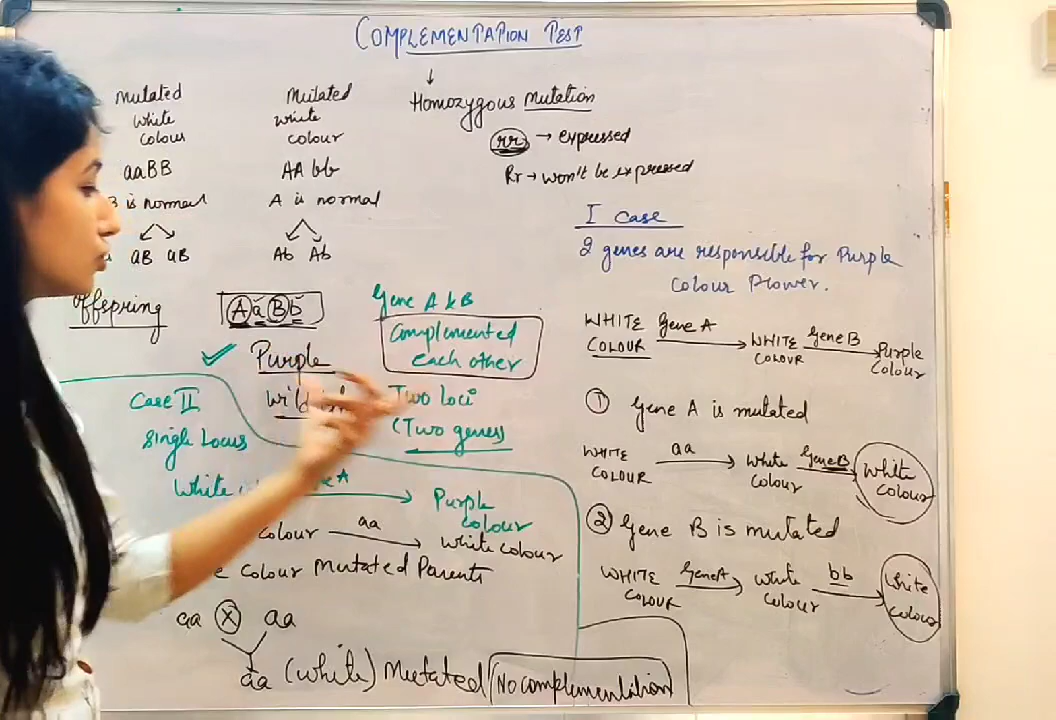 COMPLEMENTATION TEST
Mutated
White
Colour
aaBB
B is normal
aB aB
Mutated
White
colour
AA bb
A is normal
Ab Ab
Offspring
AaBb
Purple
Gene A & B
Complemented
each other
Two loci
(Two genes)
Homozygous Mutation
rr → expressed
Rr → won't be expressed
I Case
2 genes are responsible for Purple
Colour Flower.
WHITE COLOUR Gene A → WHITE COLOUR Gene B → Purple Colour
① Gene A is mutated
WHITE COLOUR aa → White Colour Gene B → White Colour
② Gene B is mutated
WHITE COLOUR Gene A → White Colour bb → White Colour
Case II
Single Locus
White → Purple colour
colour aa → White colour
Colour Mutated Parents
aa X aa
aa (White) Mutated No complementation